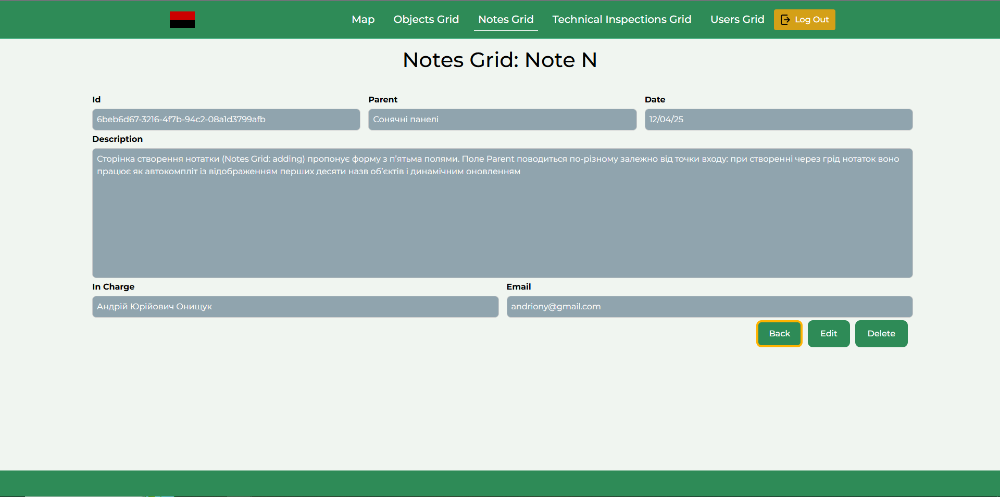 Map Objects Grid Notes Grid Technical Inspections Grid Users Grid Log Out
Notes Grid: Note N
Id Parent Date
6beb6d67-3216-4f7b-94c2-08a1d3799afb Сонячні панелі 12/04/25
Description
Сторінка створення нотатки (Notes Grid: adding) пропонує форму з п’ятьма полями. Поле Parent поводиться по-різному залежно від точки входу: при створенні через грід нотаток воно
працює як автокомпліт із відображенням перших десяти назв об’єктів і динамічним оновленням
In Charge Email
Андрій Юрійович Онищук andriony@gmail.com
Back Edit Delete